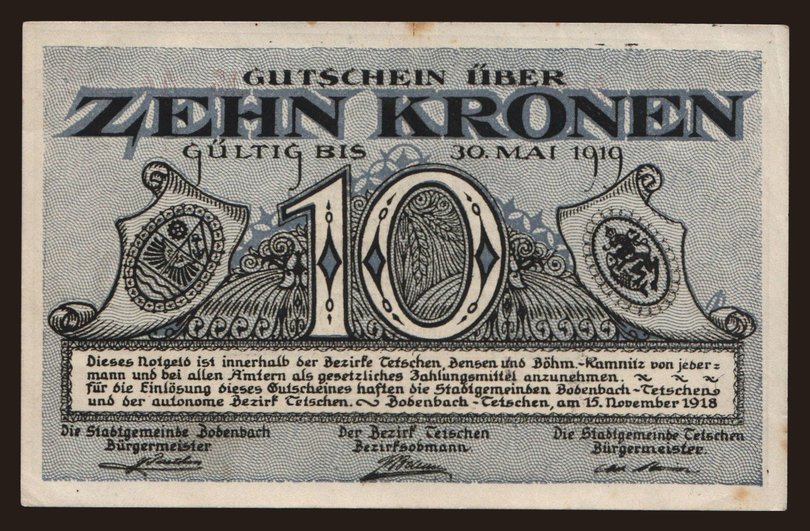 GUTSCHEIN ÜBER
ZEHN KRONEN
GÜLTIG BIS 30. MAI 1919
10
Dieses Notgeld ist innerhalb der Bezirke Tetschen, Bensen und Böhm.-Kamnitz von jeder-
mann und bei allen Ämtern als gesetzliches Zahlungsmittel anzunehmen.
für die Einlösung dieses Gutscheines haften die Stadtgemeinden Bodenbach-Tetschen
und der autonome Bezirk Tetschen. ~ Bodenbach-Tetschen, am 15. November 1918
Die Stadtgemeinde Bodenbach
Bürgermeister
Der Bezirk Tetschen
Bezirksobmann.
Die Stadtgemeinde Tetschen
Bürgermeister.